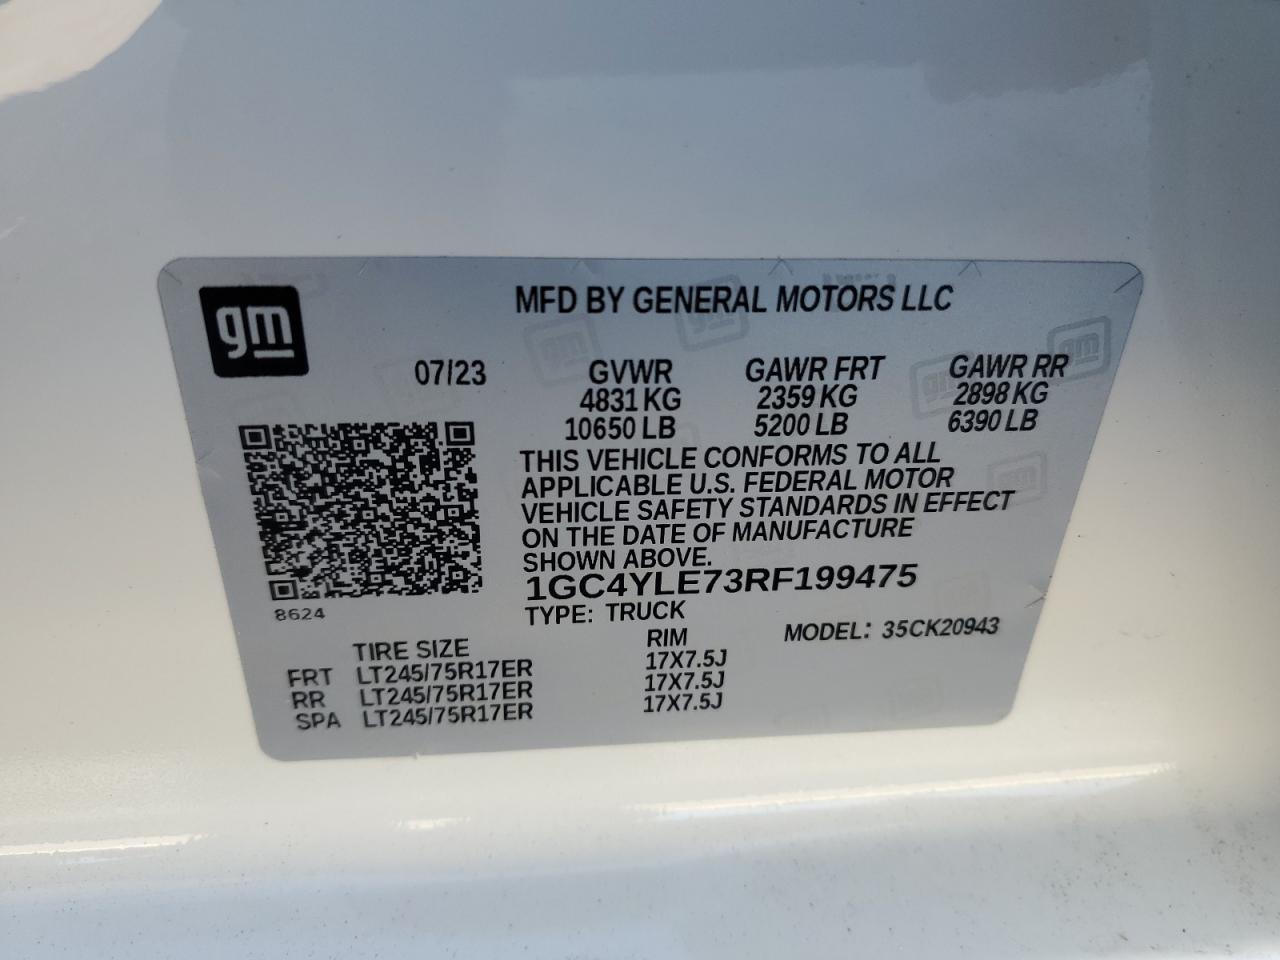 gm
MFD BY GENERAL MOTORS LLC
07/23 GVWR GAWR FRT GAWR RR
4831 KG 2359 KG 2898 KG
10650 LB 5200 LB 6390 LB
THIS VEHICLE CONFORMS TO ALL
APPLICABLE U.S. FEDERAL MOTOR
VEHICLE SAFETY STANDARDS IN EFFECT
ON THE DATE OF MANUFACTURE
SHOWN ABOVE.
1GC4YLE73RF199475
8624
TYPE: TRUCK
MODEL: 35CK20943
TIRE SIZE RIM
FRT LT245/75R17ER 17X7.5J
RR LT245/75R17ER 17X7.5J
SPA LT245/75R17ER 17X7.5J